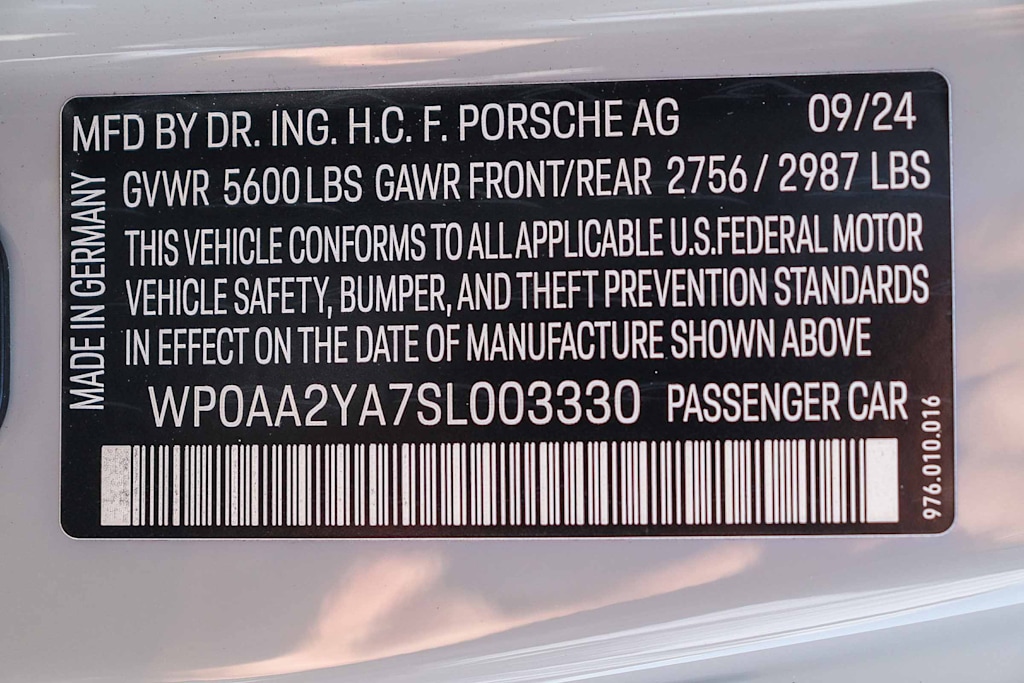 MFD BY DR. ING. H.C. F. PORSCHE AG 09/24
GVWR 5600 LBS GAWR FRONT/REAR 2756 / 2987 LBS
THIS VEHICLE CONFORMS TO ALL APPLICABLE U.S.FEDERAL MOTOR
VEHICLE SAFETY, BUMPER, AND THEFT PREVENTION STANDARDS
IN EFFECT ON THE DATE OF MANUFACTURE SHOWN ABOVE
WP0AA2YA7SL003330 PASSENGER CAR
MADE IN GERMANY
976.010.016